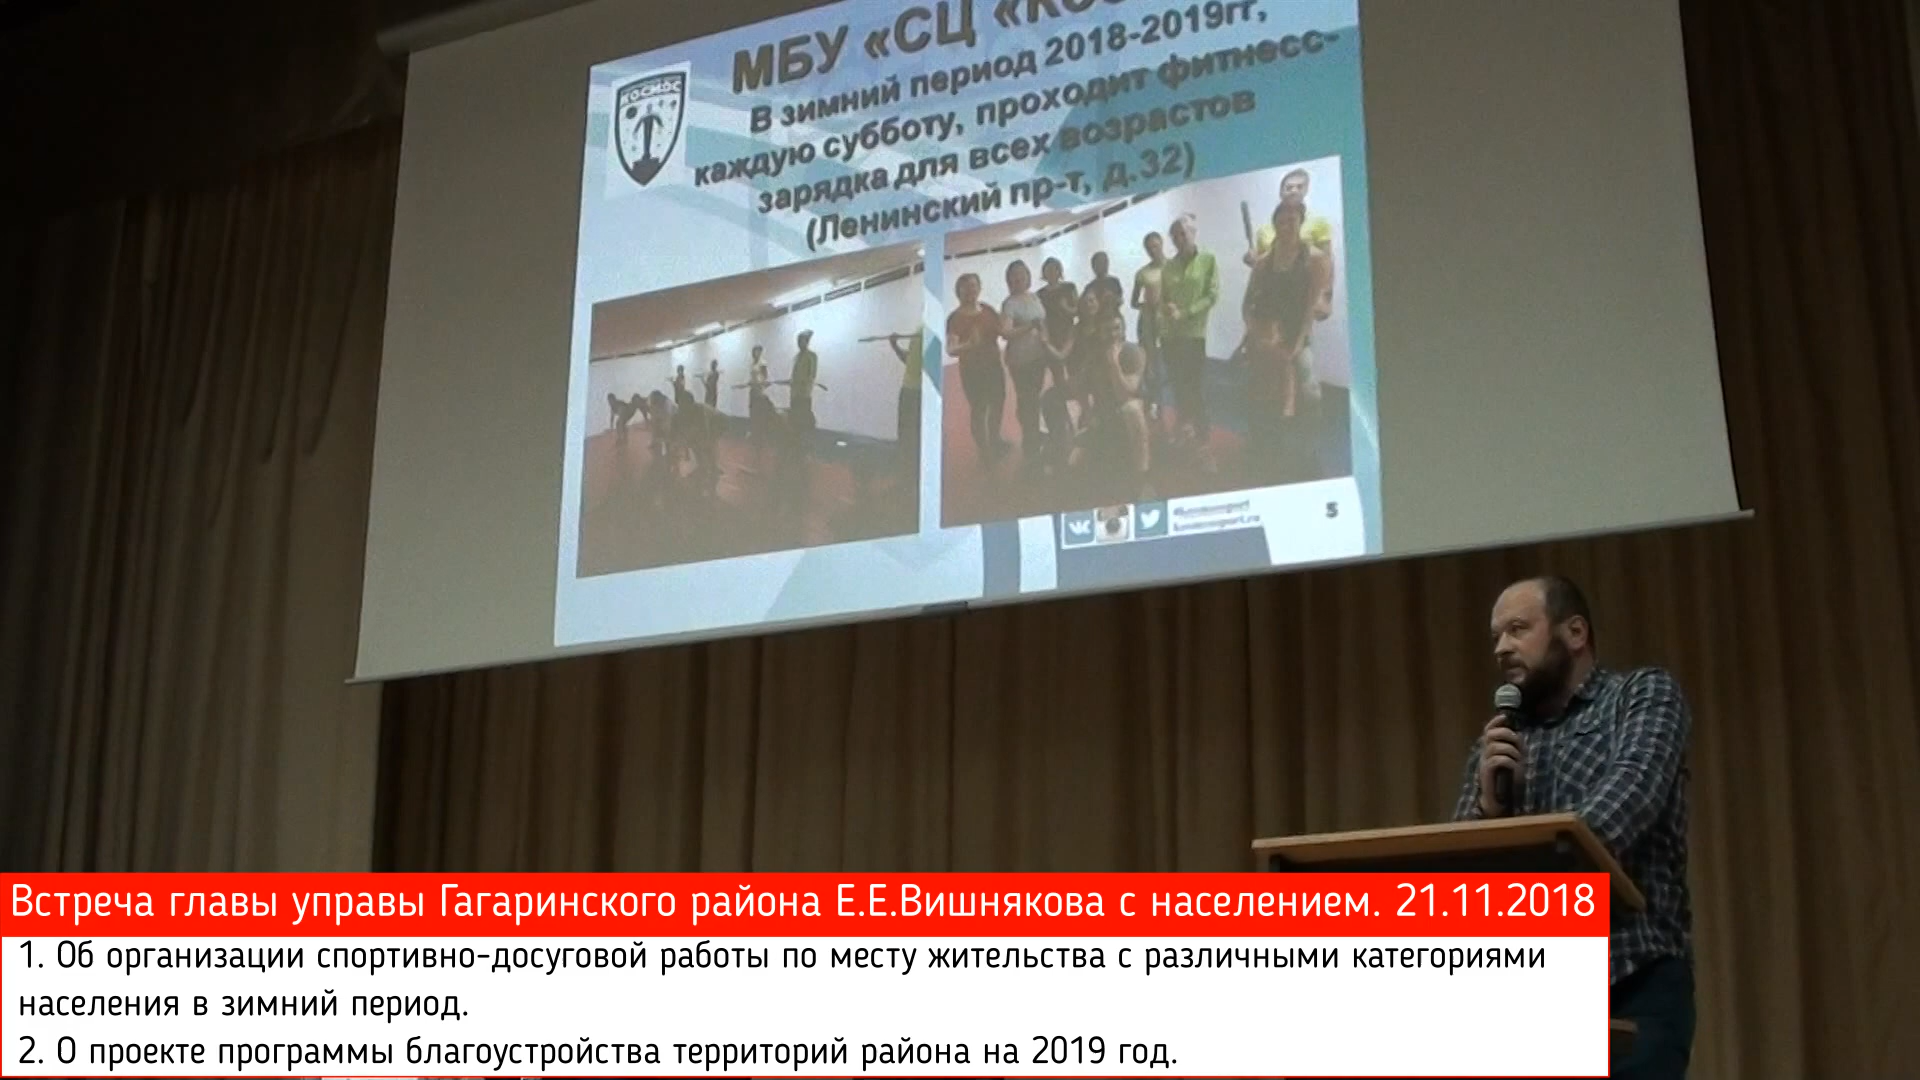 МБУ «СЦ
В зимний период 2018-2019гг,
каждую субботу, проходит фитнесс-
зарядка для всех возрастов
(Ленинский пр-т, д.32)
КОСМОС
5
Встреча главы управы Гагаринского района Е.Е.Вишнякова с населением. 21.11.2018
1. Об организации спортивно-досуговой работы по месту жительства с различными категориями
населения в зимний период.
2. О проекте программы благоустройства территорий района на 2019 год.